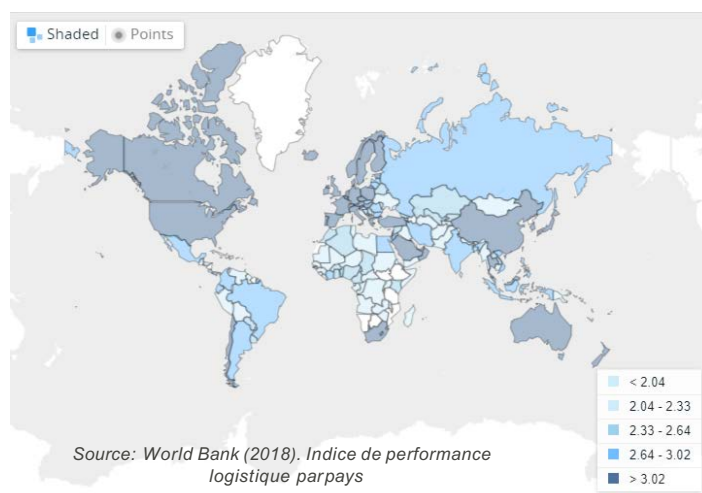 Shaded Points
< 2.04
2.04 - 2.33
2.33 - 2.64
2.64 - 3.02
> 3.02
Source: World Bank (2018). Indice de performance
logistique parpays